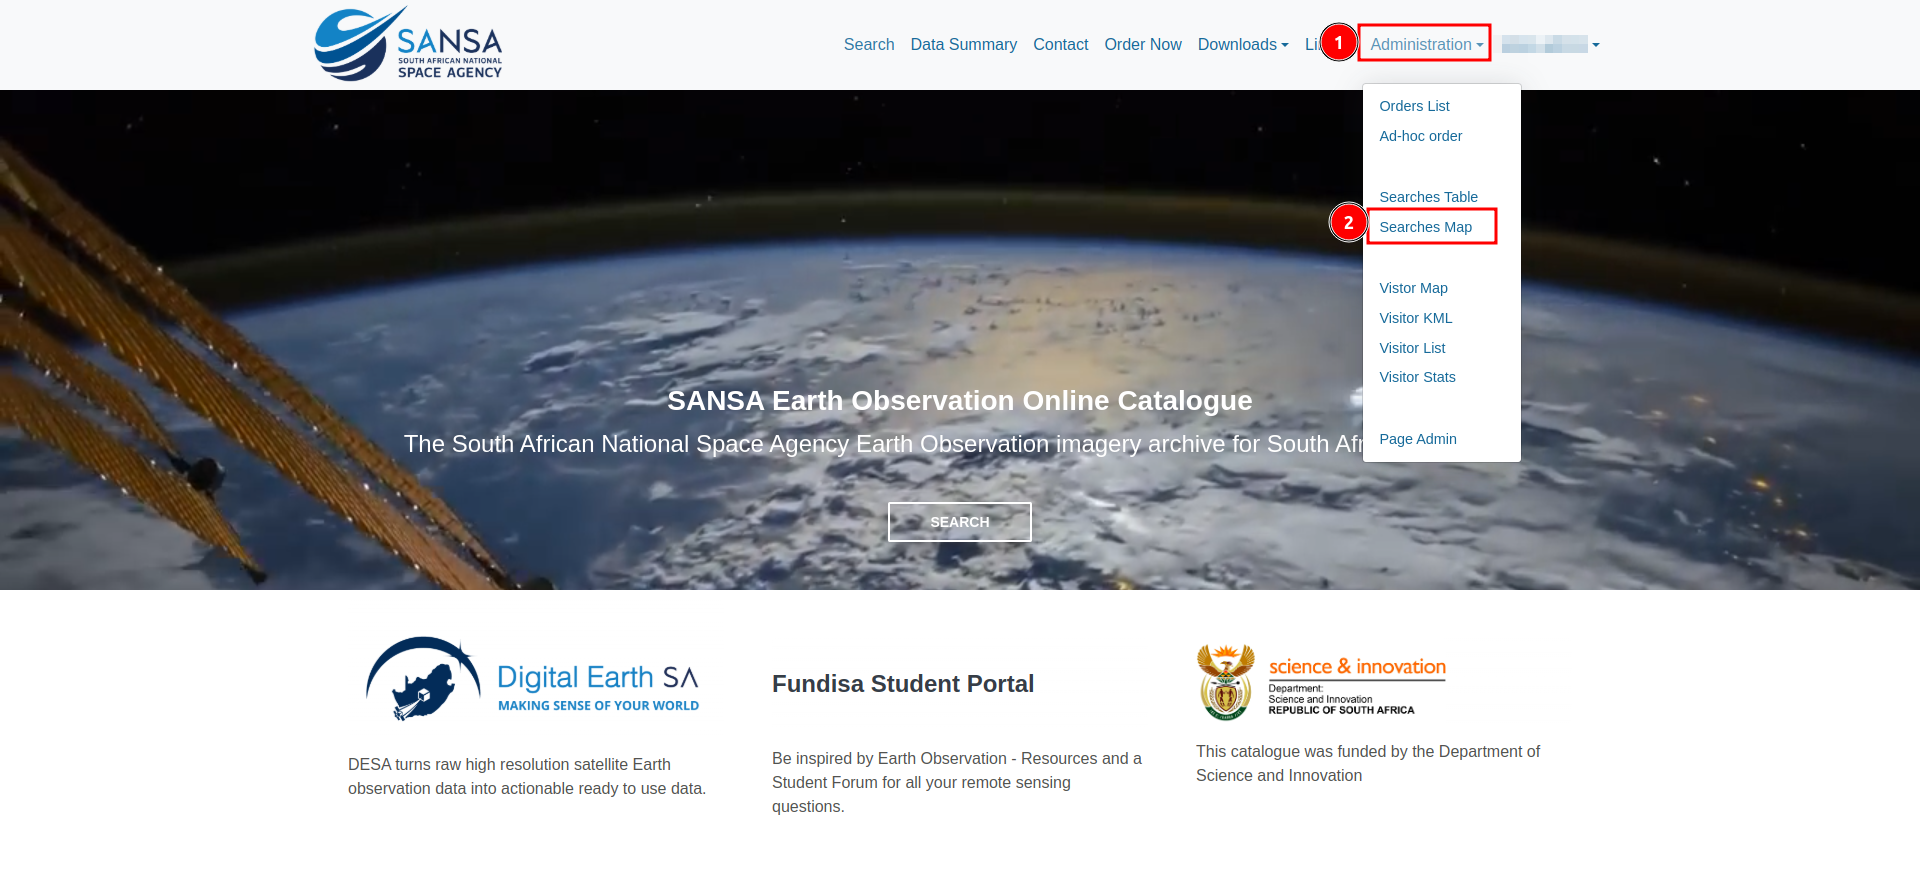 SANSA
SOUTH AFRICAN NATIONAL
SPACE AGENCY
Search
Data Summary
Contact
Order Now
Downloads
1
Administration
Orders List
Ad-hoc order
Searches Table
2
Searches Map
Vistor Map
Visitor KML
Visitor List
Visitor Stats
Page Admin
SANSA Earth Observation Online Catalogue
The South African National Space Agency Earth Observation imagery archive for South
SEARCH
Digital Earth SA
MAKING SENSE OF YOUR WORLD
DESA turns raw high resolution satellite Earth
observation data into actionable ready to use data.
Fundisa Student Portal
Be inspired by Earth Observation - Resources and a
Student Forum for all your remote sensing
questions.
science & innovation
Department:
Science and Innovation
REPUBLIC OF SOUTH AFRICA
This catalogue was funded by the Department of
Science and Innovation